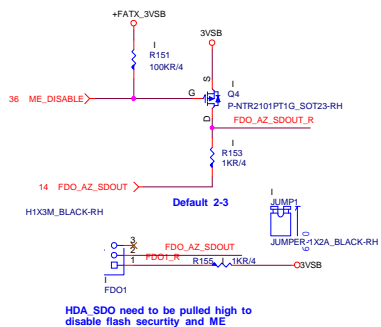 +FATX_3VSB
3VSB
R151
100KR/4
Q4
S
G
D
P-NTR2101PT1G_SOT23-RH
36 ME_DISABLE
FDO_AZ_SDOUT_R
R153
1KR/4
14 FDO_AZ_SDOUT
Default 2-3
H1X3M_BLACK-RH
JUMP1
JUMPER-1X2A_BLACK-RH
3
2
1
FDO_AZ_SDOUT
FDO1_R
R155 1KR/4
3VSB
FDO1
HDA_SDO need to be pulled high to
disable flash securtity and ME